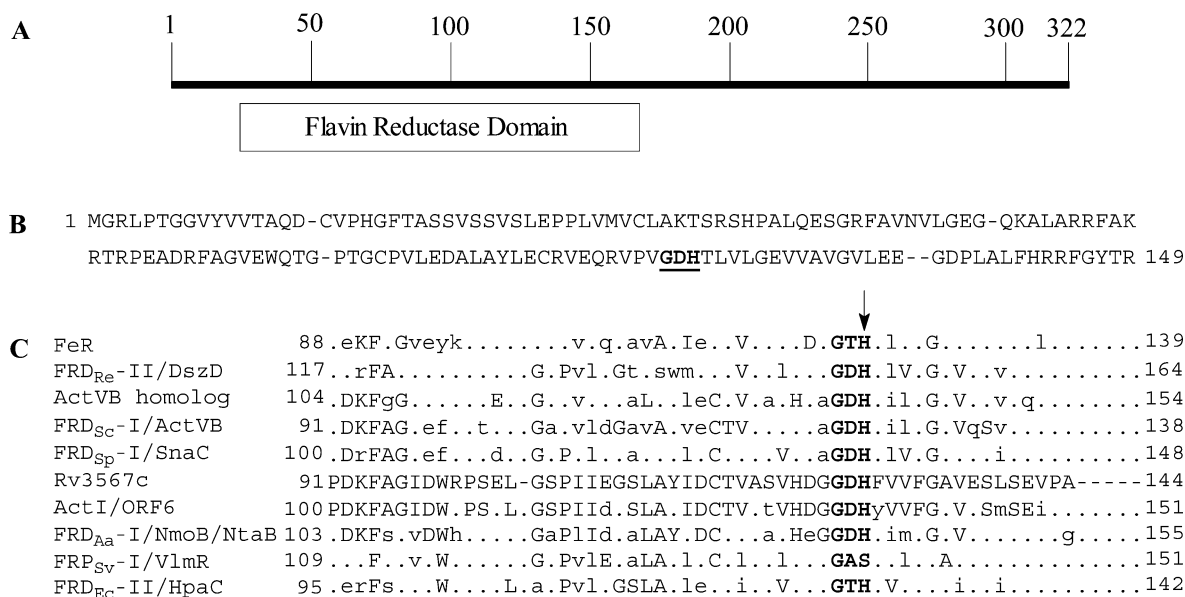 A
1 50 100 150 200 250 300 322
Flavin Reductase Domain
B 1 MGRLPTGGVYVVTAQD-CVPHGFTASSVSSVSLEPPLVMVCLAKTSRSHPALQESGRFAVNVLGEG-QKALARRFAK
RTRPEADRFAGVEWQTG-PTGCPVLEDALAYLECRVEQRVPVGDHTLVLGEVVAVGVLEE--GDPLALFHRRFGYTR 149
C FeR 88 .eKF.Gveyk........v.q.avA.Ie..V....D.GTH.l..G.......l....... 139
FRDRe-II/DszD 117 ..rFA..........G.Pvl.Gt.swm...V..l...GDH.lV.G.V..v.......... 164
ActVB homolog 104 .DKFgG......E..G..v...aL..leC.V.a.H.aGDH.il.G.V..v.q........ 154
FRDSc-I/ActVB 91 .DKFAG.ef..t...Ga.vldGavA.veCTV.....aGDH.il.G.VqSv.......... 138
FRDSp-I/SnaC 100 .DrFAG.ef...d..G.P.l..a...l.C....v..aGDH.lV.G....i.......... 148
Rv3567c 91 PDKFAGIDWRPSEL-GSPIIEGSLAYIDCTVASVHDGGDHFVVFGAVESLSEVPA----- 144
ActI/ORF6 100 PDKFAGIDW.PS.L.GSPIId.SLA.IDCTV.tVHDGGDHyVVFG.V.SmSEi....... 151
FRDAa-I/NmoB/NtaB 103 .DKFs.vDWh.....GaPlId.aLAY.DC...a.HeGGDH.im.G.V.......g..... 155
FRPSv-I/VlmR 109 ...F..v..W.....G.PvlE.aLA.l.C.l..l...GAS..l..A.............. 151
FRDEc-II/HpaC 95 .erFs...W...L.a.Pvl.GSLA.le..i..V...GTH.V....i..i.......... 142